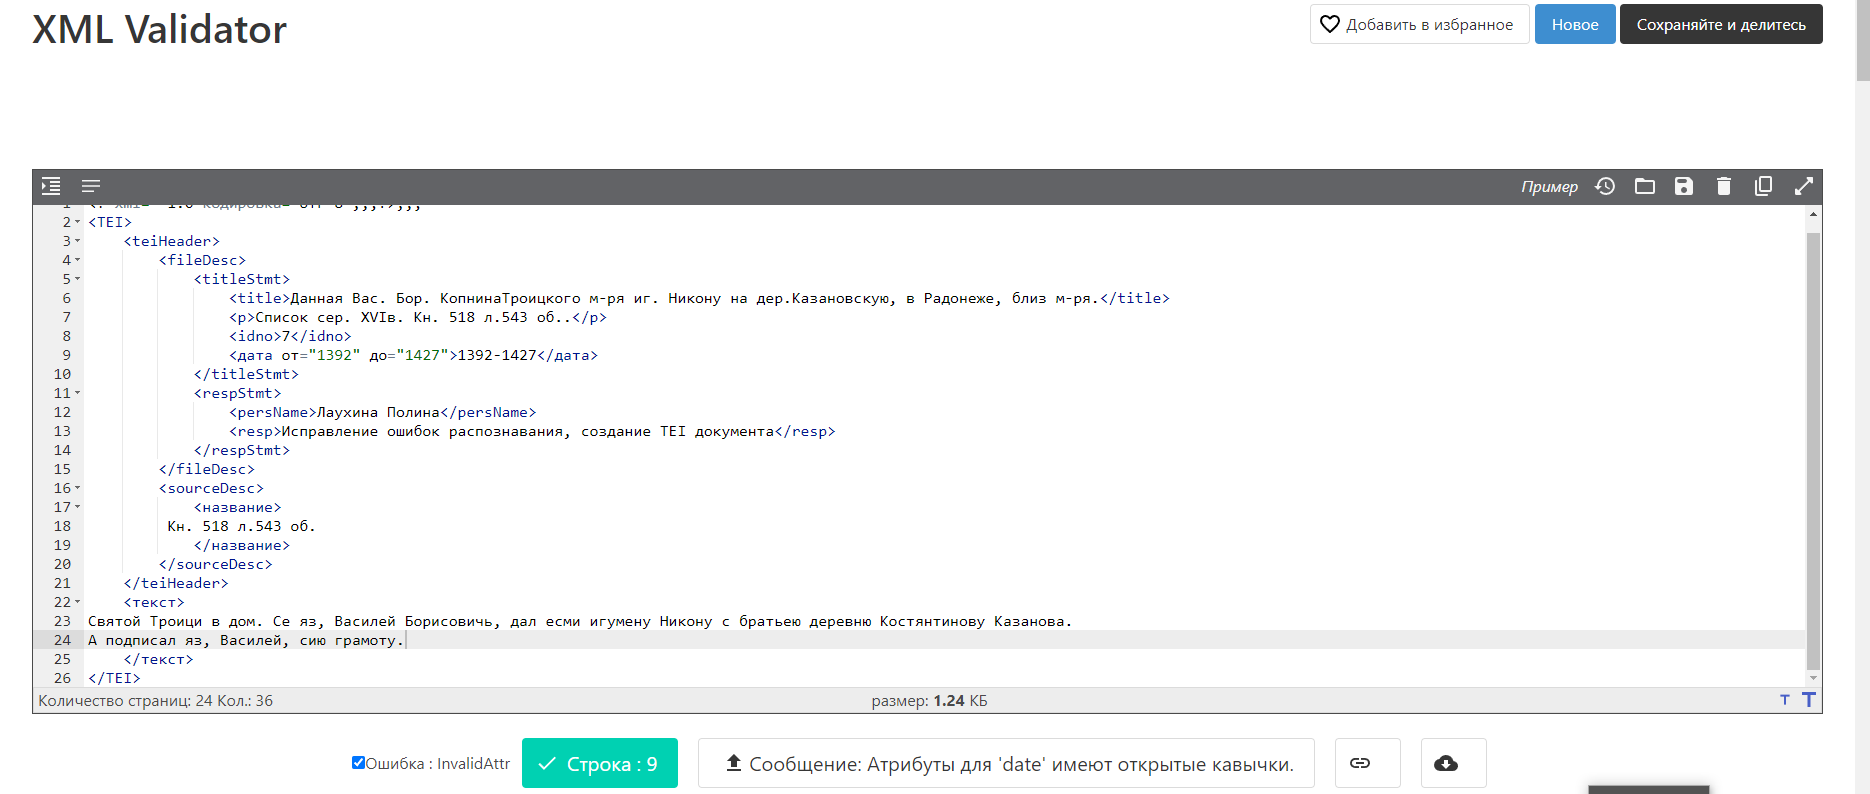 XML Validator
Добавить в избранное
Новое
Сохраняйте и делитесь
Пример
2 <TEI>
3 <teiHeader>
4 <fileDesc>
5 <titleStmt>
6 <title>Данная Вас. Бор. КопнинаТроицкого м-ря иг. Никону на дер.Казановскую, в Радонеже, близ м-ря.</title>
7 <p>Список сер. XVIв. Кн. 518 л.543 об..</p>
8 <idno>7</idno>
9 <дата от="1392" до="1427">1392-1427</дата>
10 </titleStmt>
11 <respStmt>
12 <persName>Лаухина Полина</persName>
13 <resp>Исправление ошибок распознавания, создание TEI документа</resp>
14 </respStmt>
15 </fileDesc>
16 <sourceDesc>
17 <название>
18 Кн. 518 л.543 об.
19 </название>
20 </sourceDesc>
21 </teiHeader>
22 <текст>
23 Святой Троици в дом. Се яз, Василей Борисовичь, дал есми игумену Никону с братьею деревню Костянтинову Казанова.
24 А подписал яз, Василей, сию грамоту.
25 </текст>
26 </TEI>
Количество страниц: 24 Кол.: 36
размер: 1.24 КБ
T T
Ошибка : InvalidAttr
Строка : 9
Сообщение: Атрибуты для 'date' имеют открытые кавычки.